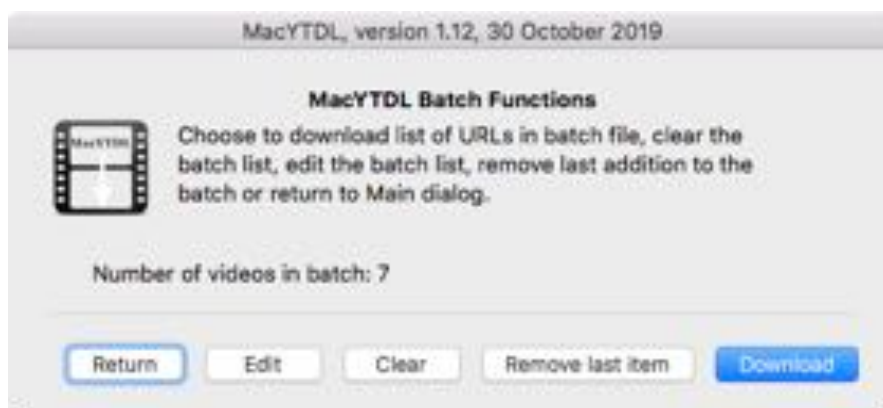 MacYTDL, version 1.12, 30 October 2019
MacYTDL Batch Functions
MacYTDL
Choose to download list of URLs in batch file, clear the
batch list, edit the batch list, remove last addition to the
batch or return to Main dialog.
Number of videos in batch: 7
Return Edit Clear Remove last item Download